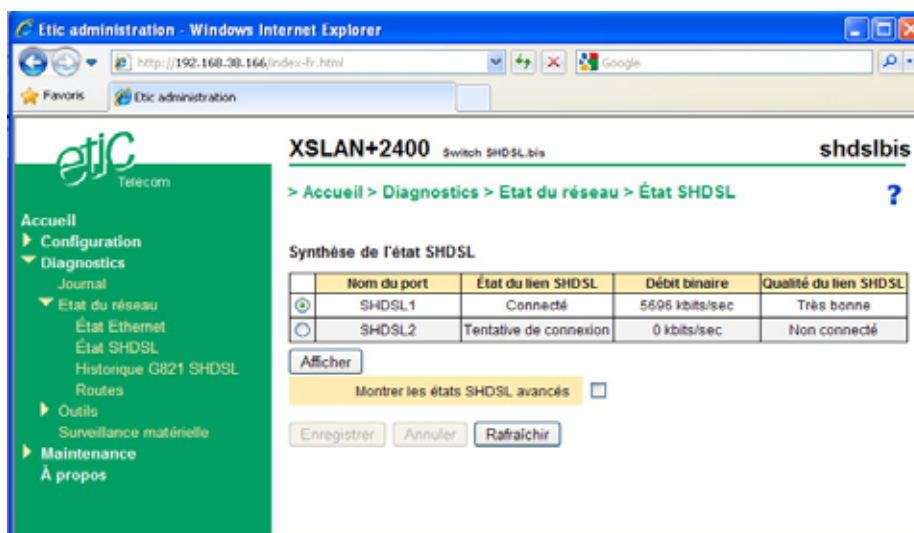 Etic administration - Windows Internet Explorer
http://192.168.38.166/index-fr.html
Google
Favoris
Etic administration
etic
Telecom
XSLAN+2400 Switch SHDSL.bis
shdslbis
> Accueil > Diagnostics > Etat du réseau > État SHDSL
?
Accueil
Configuration
Diagnostics
Journal
Etat du réseau
État Ethernet
État SHDSL
Historique G821 SHDSL
Routes
Outils
Surveillance matérielle
Maintenance
À propos
Synthèse de l'état SHDSL
Nom du port État du lien SHDSL Débit binaire Qualité du lien SHDSL
SHDSL1 Connecté 5696 kbits/sec Très bonne
SHDSL2 Tentative de connexion 0 kbits/sec Non connecté
Afficher
Montrer les états SHDSL avancés
Enregistrer Annuler Rafraîchir